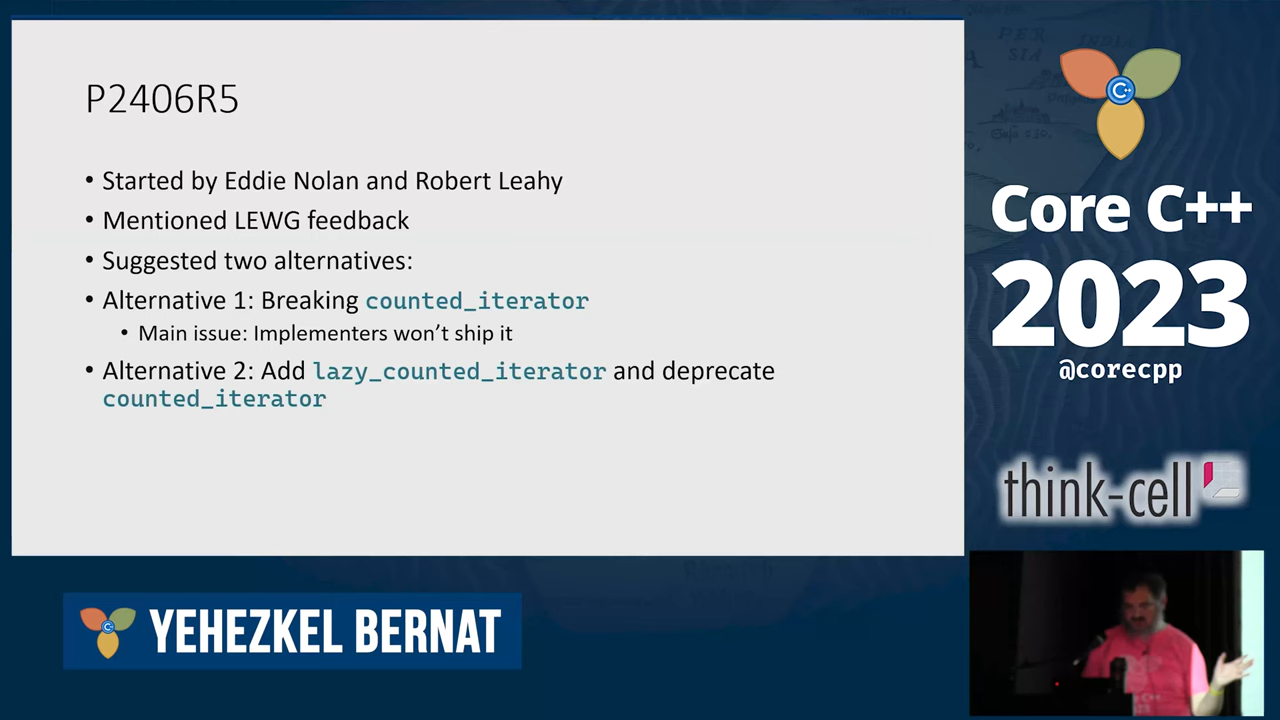 P2406R5
• Started by Eddie Nolan and Robert Leahy
• Mentioned LEWG feedback
• Suggested two alternatives:
• Alternative 1: Breaking counted_iterator
• Main issue: Implementers won't ship it
• Alternative 2: Add lazy_counted_iterator and deprecate
counted_iterator
C++
Core C++
2023
@corecpp
think-cell
YEHEZKEL BERNAT